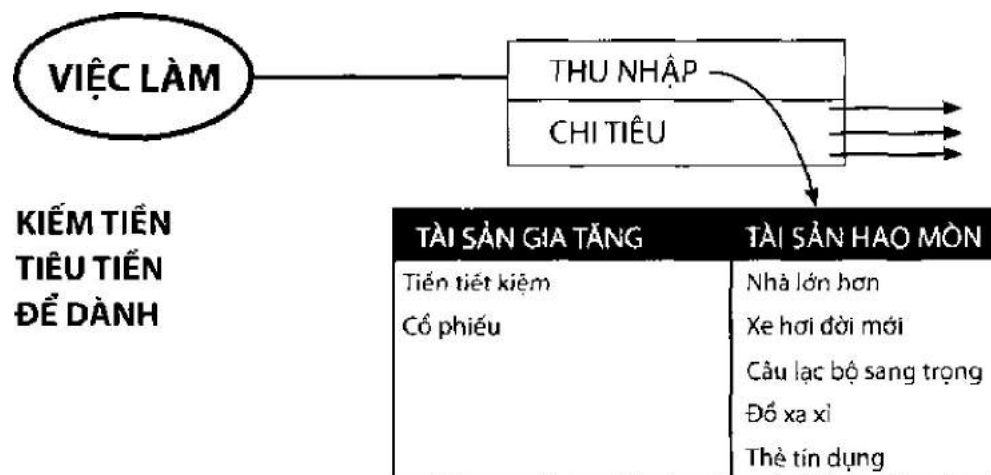 VIỆC LÀM
THU NHẬP
CHI TIÊU
KIẾM TIỀN
TIÊU TIỀN
ĐỂ DÀNH
TÀI SẢN GIA TĂNG
TÀI SẢN HAO MÒN
Tiền tiết kiệm
Nhà lớn hơn
Cổ phiếu
Xe hơi đời mới
Câu lạc bộ sang trọng
Đồ xa xỉ
Thẻ tín dụng